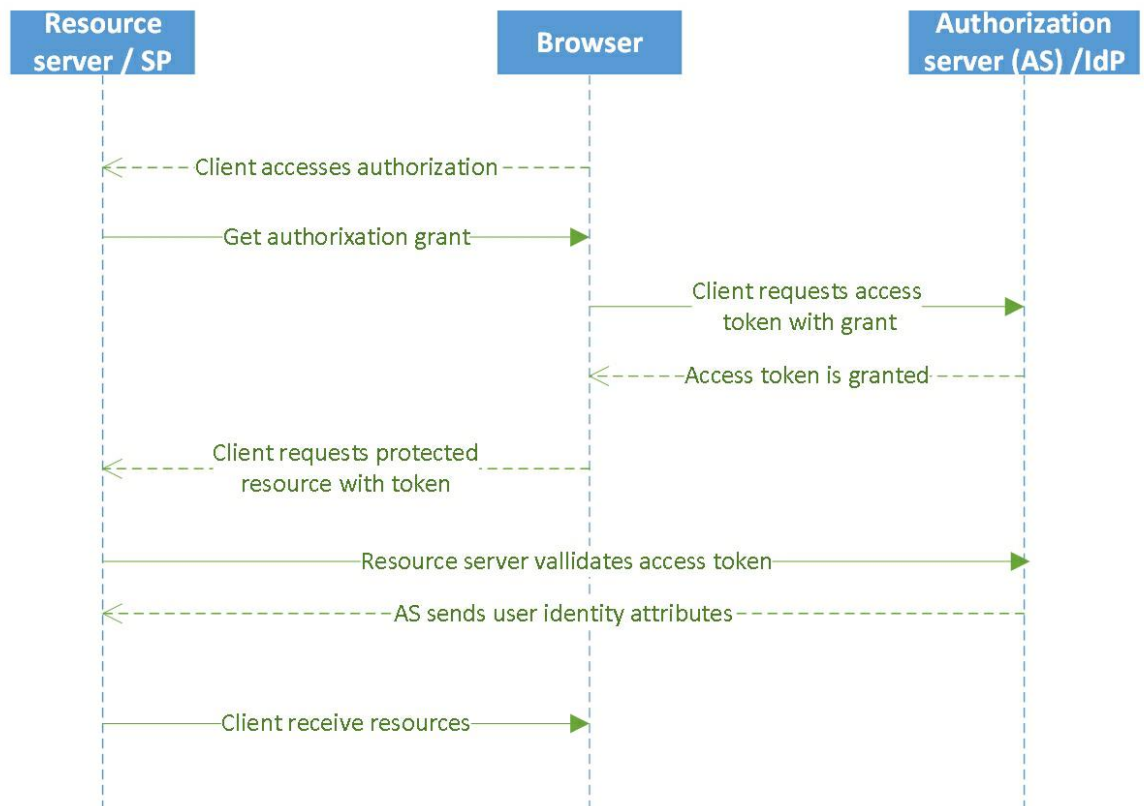 Resource
server / SP
Browser
Authorization
server (AS) /IdP
Client accesses authorization
Get authorixation grant
Client requests access
token with grant
Access token is granted
Client requests protected
resource with token
Resource server vallidates access token
AS sends user identity attributes
Client receive resources